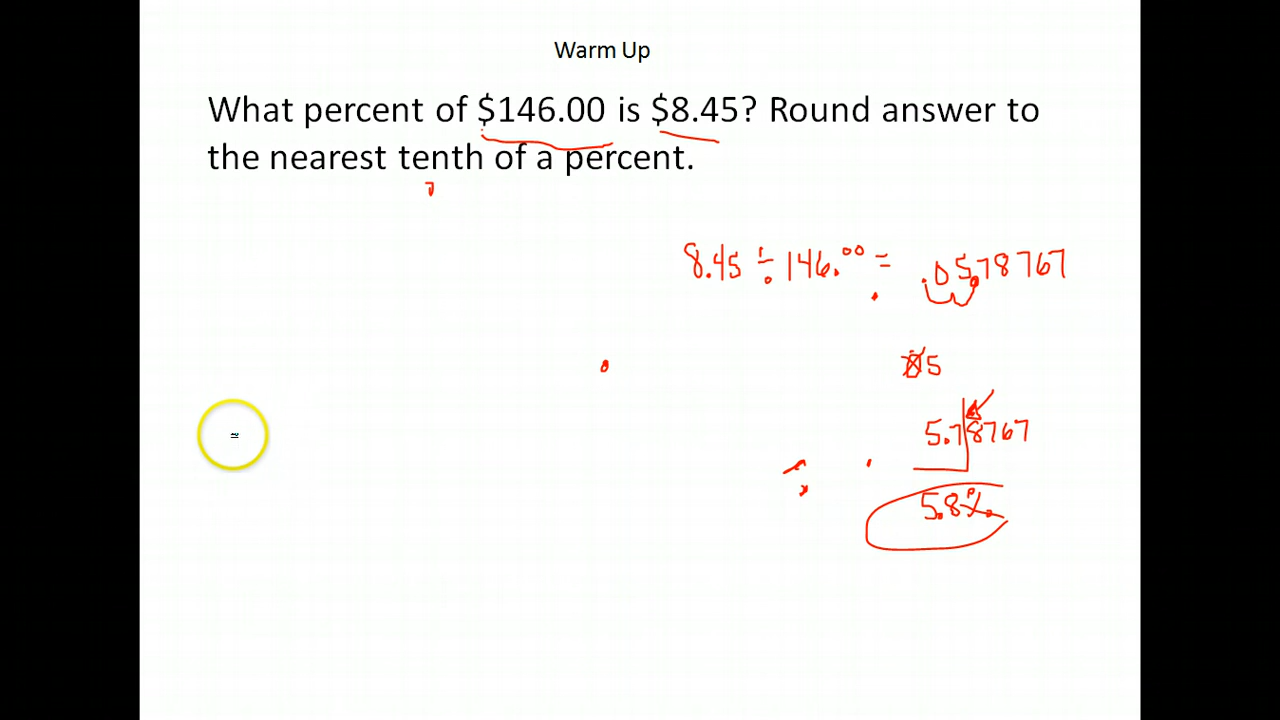 Warm Up
What percent of $146.00 is $8.45? Round answer to
the nearest tenth of a percent.
8.45 ÷ 146.00 = .0578767
5
5.78767
5.8%